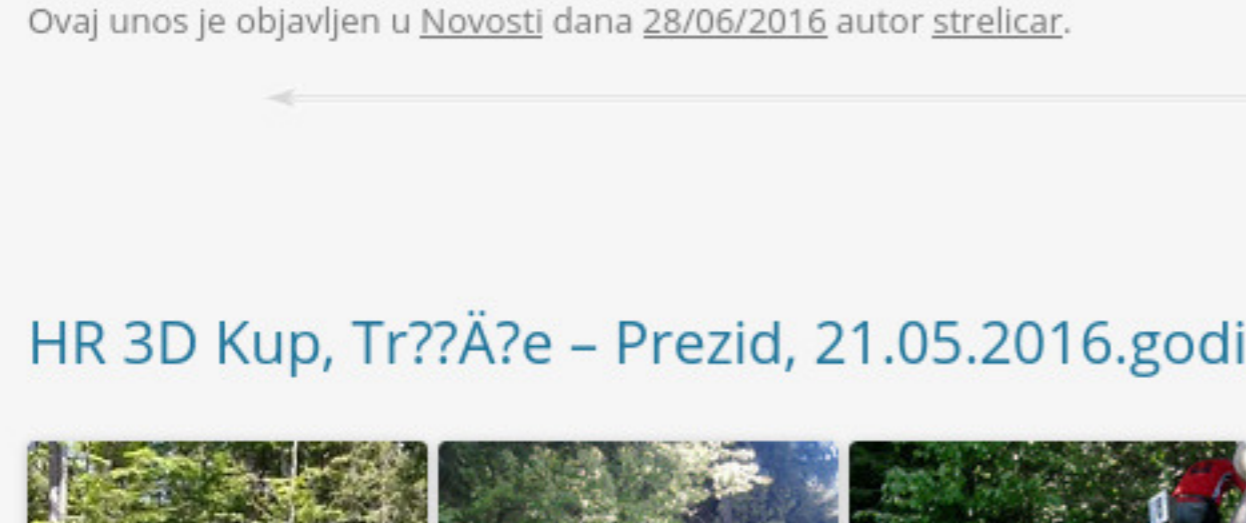 Ovaj unos je objavljen u Novosti dana 28/06/2016 autor strelicar.
HR 3D Kup, Tr??Ä?e – Prezid, 21.05.2016.godi